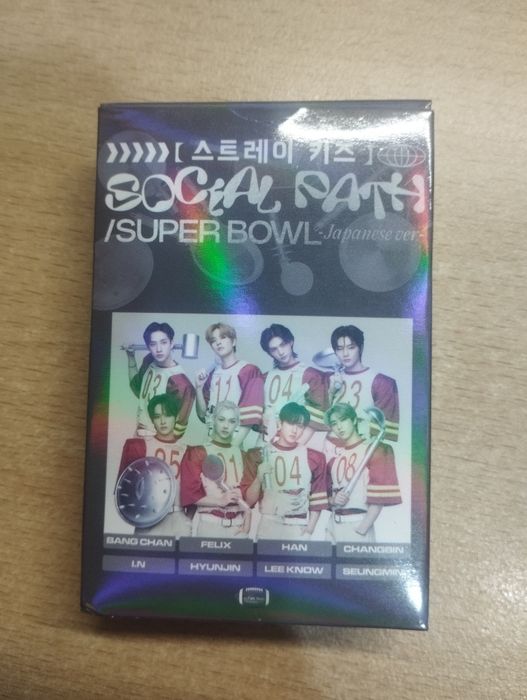 [ 스트레이 키즈 ]
SOCIAL PATH
/SUPER BOWL -Japanese ver.-
03 11 04 23
05 01 04 08
BANG CHAN FELIX HAN CHANGBIN
I.N HYUNJIN LEE KNOW SEUNGMIN